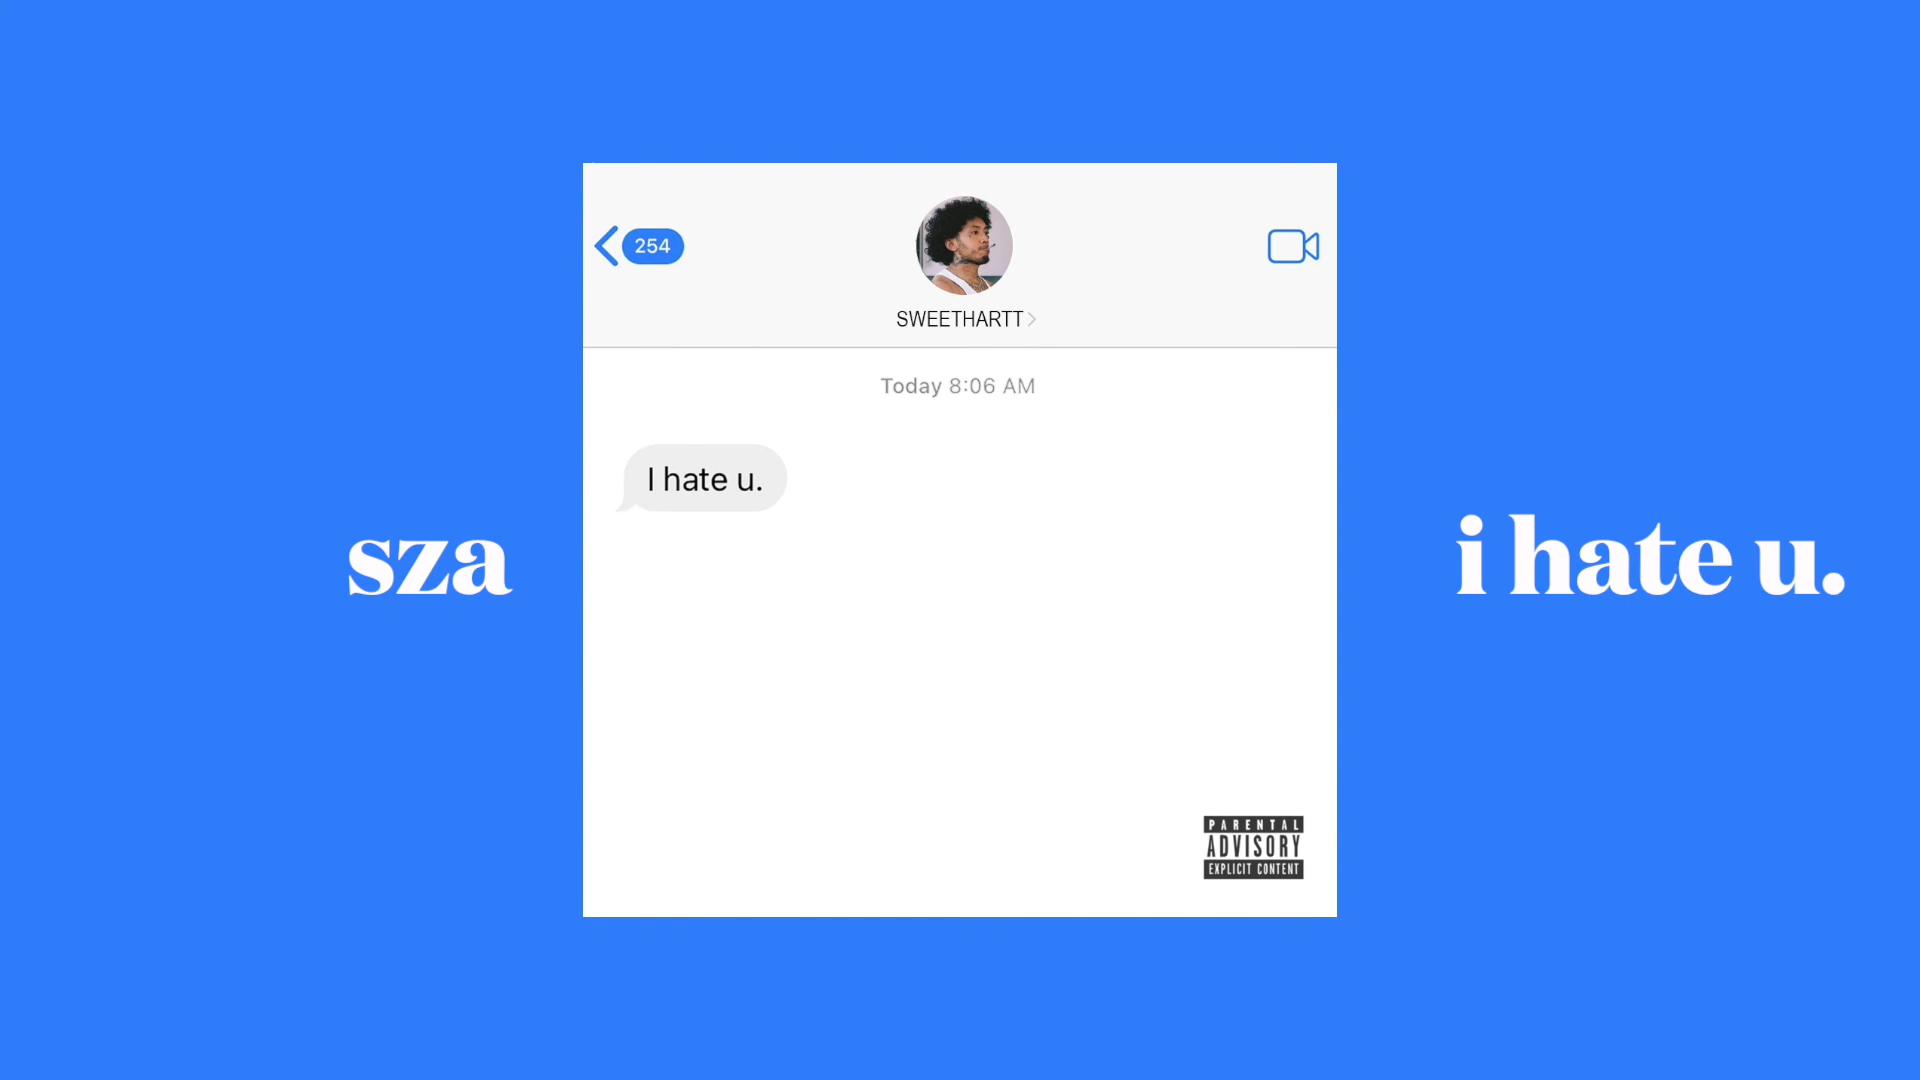 254
SWEETHARTT
Today 8:06 AM
I hate u.
sza
i hate u.
PARENTAL
ADVISORY
EXPLICIT CONTENT